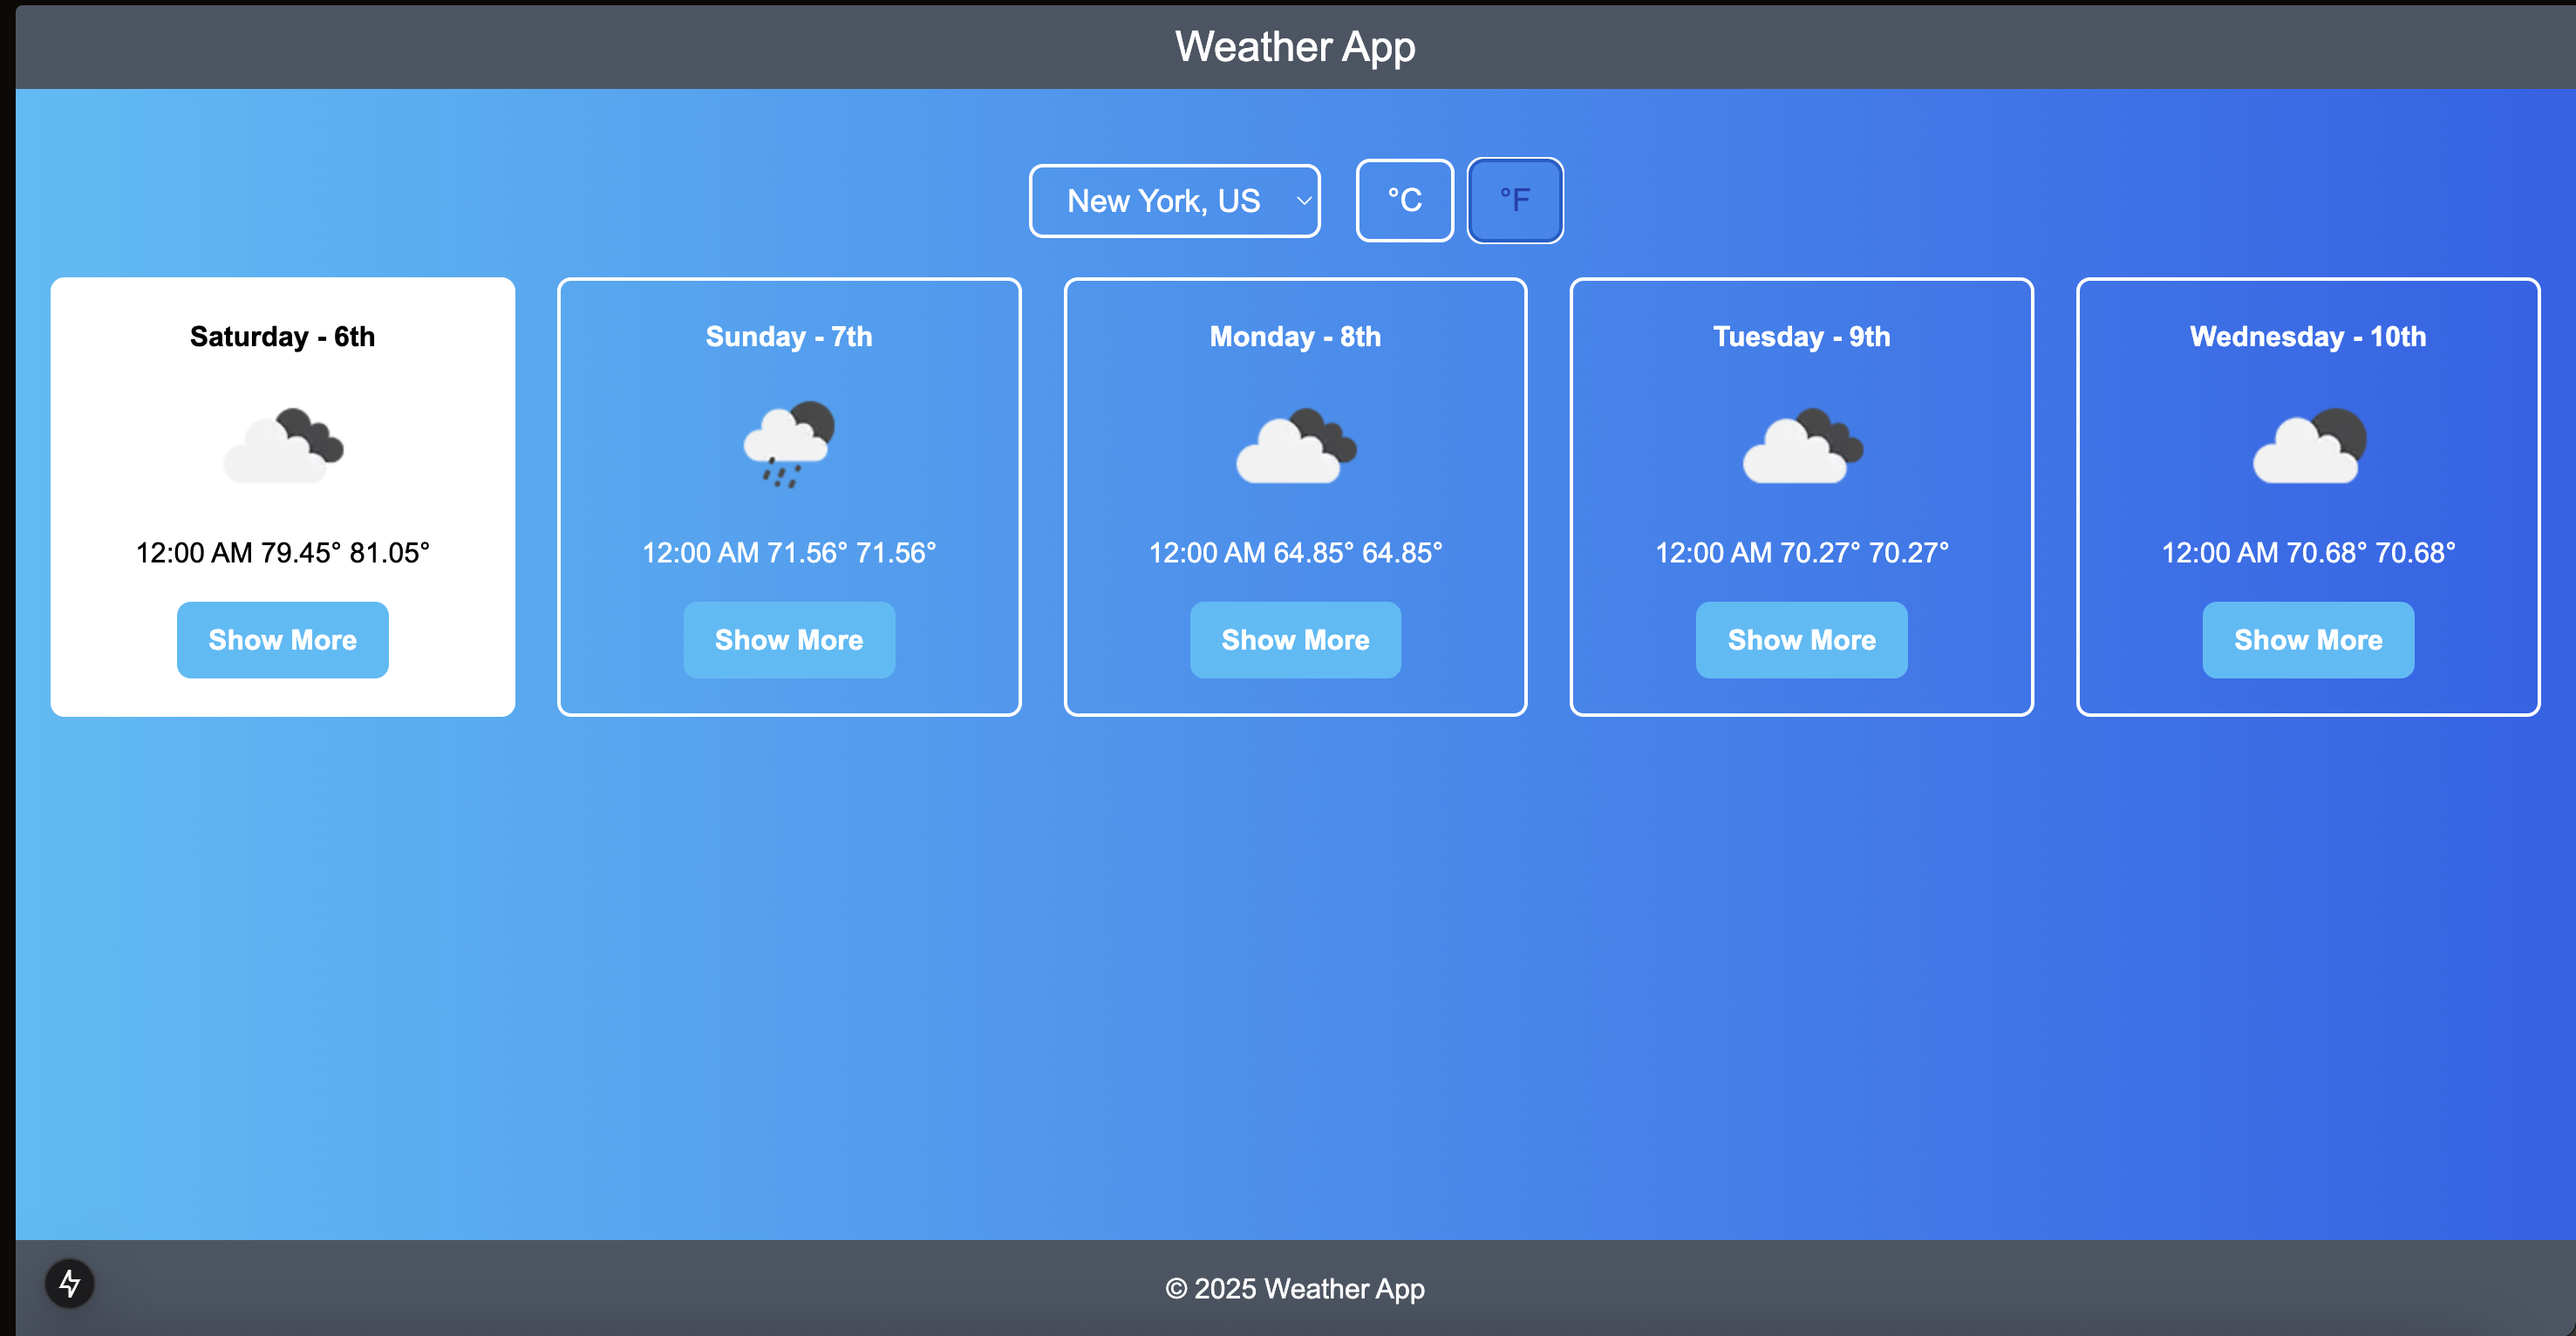 Weather App
New York, US
°C
°F
Saturday - 6th
12:00 AM 79.45° 81.05°
Show More
Sunday - 7th
12:00 AM 71.56° 71.56°
Show More
Monday - 8th
12:00 AM 64.85° 64.85°
Show More
Tuesday - 9th
12:00 AM 70.27° 70.27°
Show More
Wednesday - 10th
12:00 AM 70.68° 70.68°
Show More
© 2025 Weather App